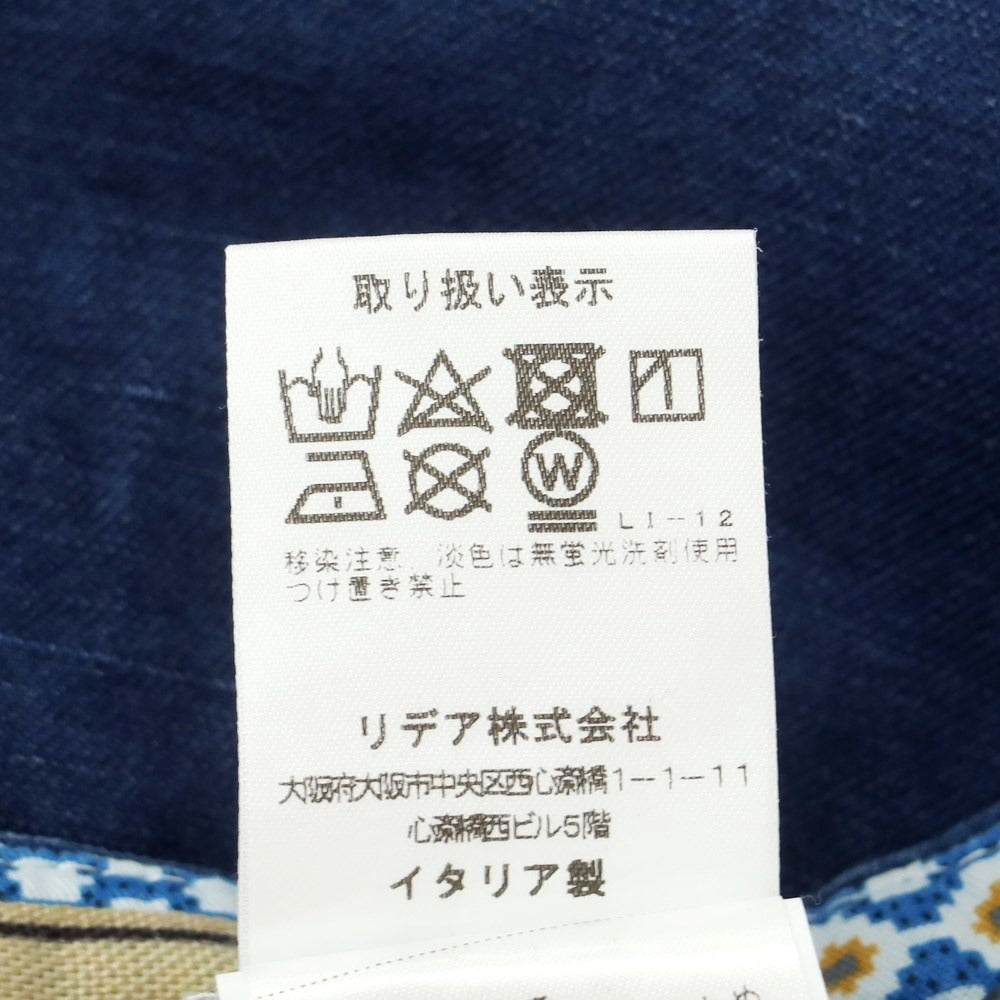 取り扱い表示
W
LI-12
移染注意 淡色は無蛍光洗剤使用
つけ置き禁止
リデア株式会社
大阪府大阪市中央区西心斎橋1-1-11
心斎橋西ビル5階
イタリア製